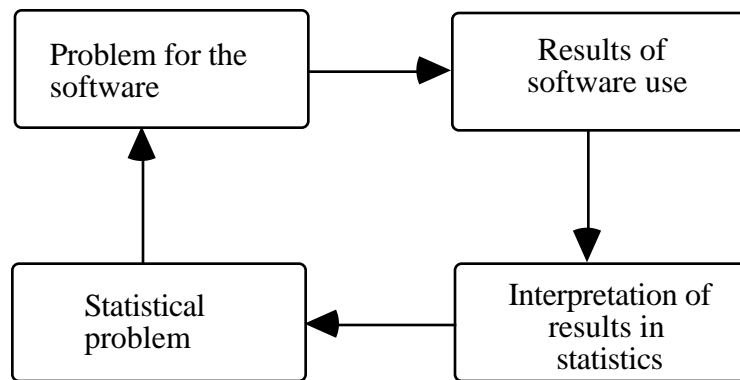 Problem for the
software
Results of
software use
Statistical
problem
Interpretation of
results in
statistics